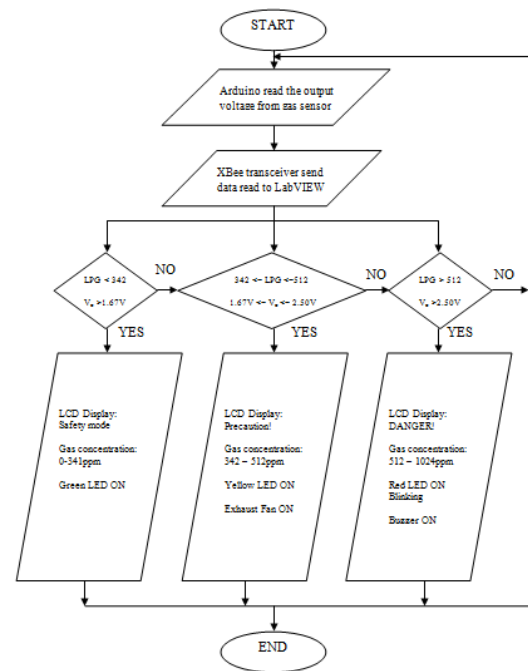 START
Arduino read the output
voltage from gas sensor
XBee transceiver send
data read to LabVIEW
LPG < 342
Vo >1.67V
NO
YES
342 <- LPG <-512
1.67V <- Vo <- 2.50V
NO
YES
LPG > 512
Vo >2.50V
NO
YES
LCD Display:
Safety mode
Gas concentration:
0-341ppm
Green LED ON
LCD Display:
Precaution!
Gas concentration:
342 – 512ppm
Yellow LED ON
Exhaust Fan ON
LCD Display:
DANGER!
Gas concentration:
512 – 1024ppm
Red LED ON
Blinking
Buzzer ON
END